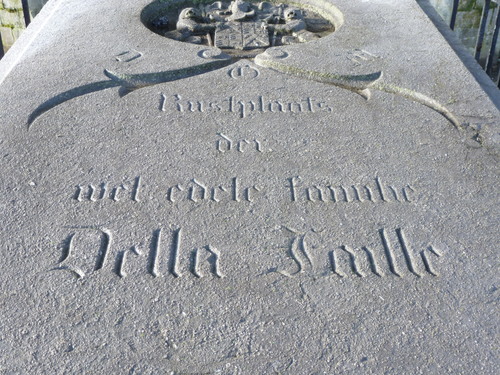 D.O.M.
Rustplaats
der
wel edele familie
Della Faille